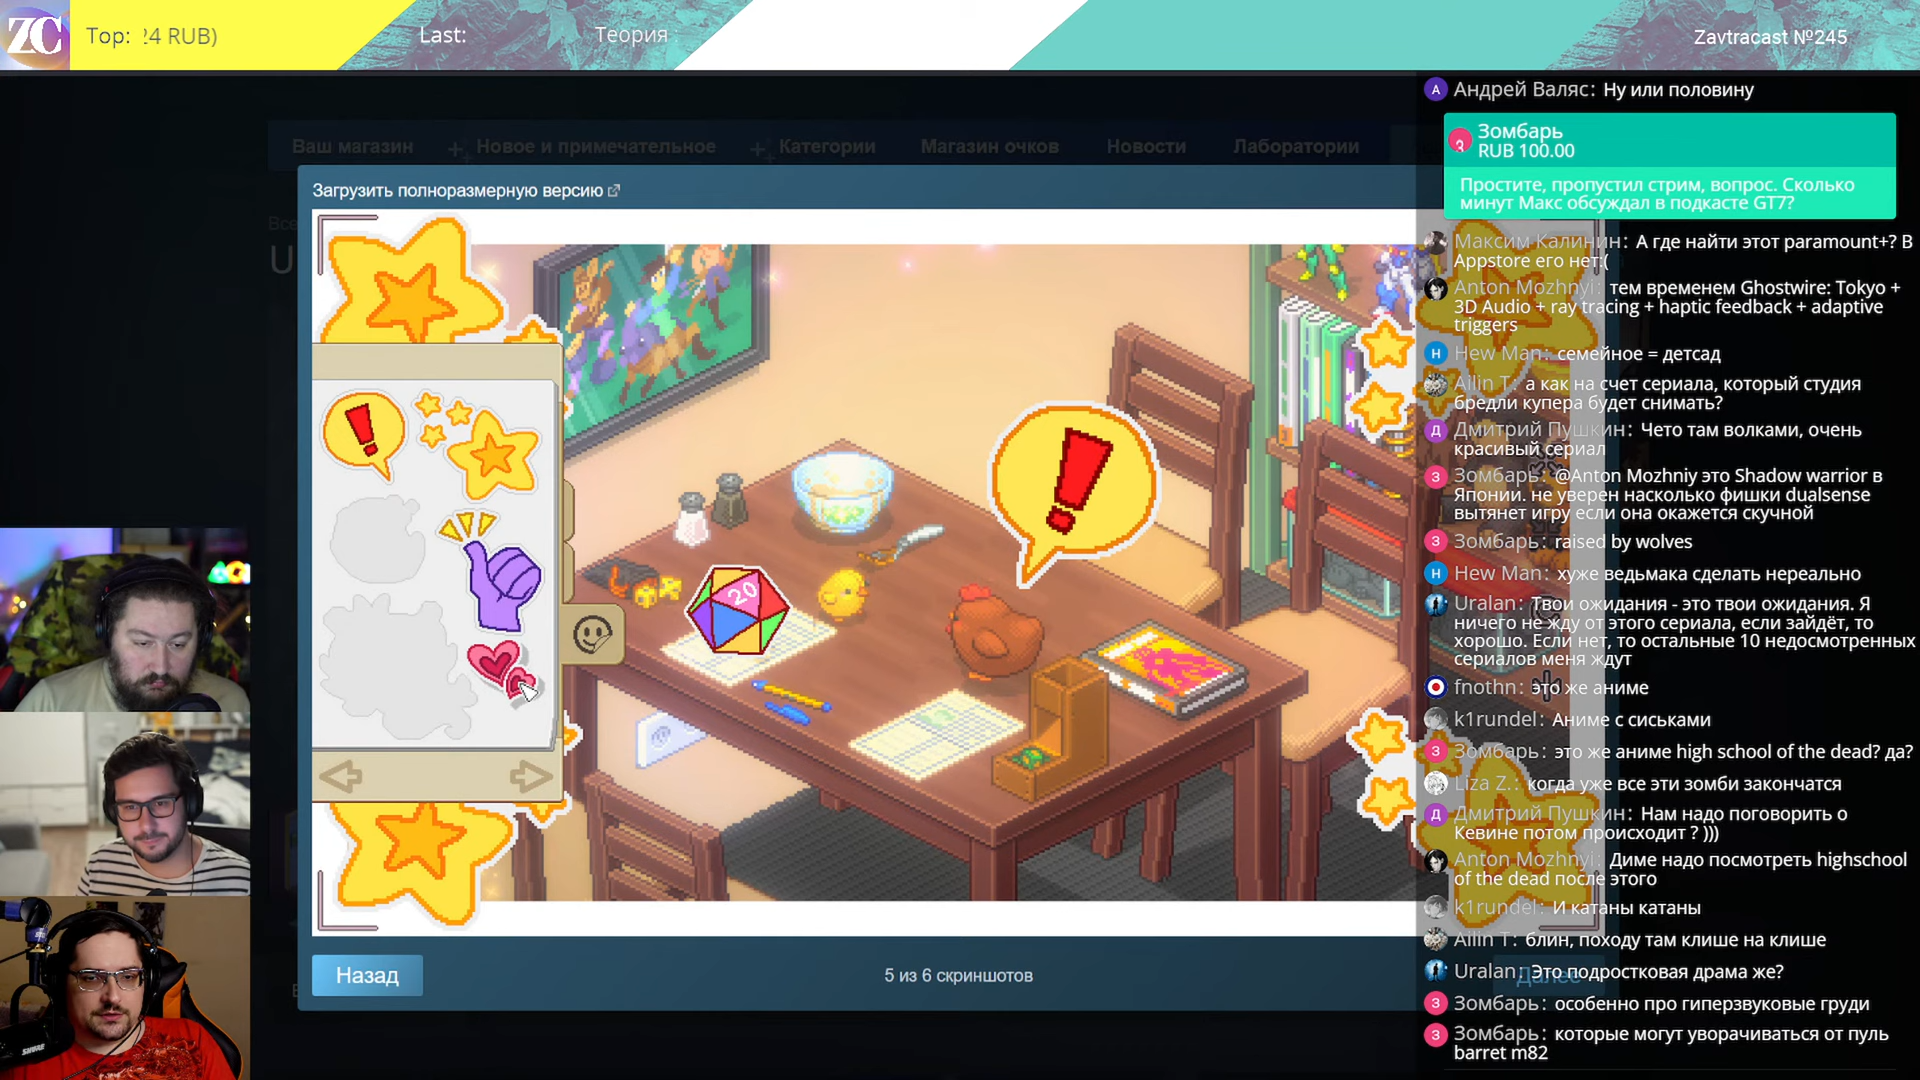 ZC
Top: 24 RUB)
Last:
Теория
Zavtracast №245
Ваш магазин
Новое и примечательное
Категории
Магазин очков
Новости
Лаборатории
Все
U
Загрузить полноразмерную версию
20
Назад
5 из 6 скриншотов
Далее
SHURE
Андрей Валяс: Ну или половину
Зомбарь
RUB 100.00
Простите, пропустил стрим, вопрос. Сколько
минут Макс обсуждал в подкасте GT7?
Максим Калинин: А где найти этот paramount+? В
Appstore его нет:(
Anton Mozhnyi: тем временем Ghostwire: Tokyo +
3D Audio + ray tracing + haptic feedback + adaptive
triggers
Hew Man: семейное = детсад
Ailin T: а как на счет сериала, который студия
бредли купера будет снимать?
Дмитрий Пушкин: Чето там волками, очень
красивый сериал
Зомбарь: @Anton Mozhniy это Shadow warrior в
Японии. не уверен насколько фишки dualsense
вытянет игру если она окажется скучной
Зомбарь: raised by wolves
Hew Man: хуже ведьмака сделать нереально
Uralan: Твои ожидания - это твои ожидания. Я
ничего не жду от этого сериала, если зайдёт, то
хорошо. Если нет, то остальные 10 недосмотренных
сериалов меня ждут
fnothn: это же аниме
k1rundel: Аниме с сиськами
Зомбарь: это же аниме high school of the dead? да?
Liza Z.: когда уже все эти зомби закончатся
Дмитрий Пушкин: Нам надо поговорить о
Кевине потом происходит ? )))
Anton Mozhnyi: Диме надо посмотреть highschool
of the dead после этого
k1rundel: И катаны катаны
Ailin T: блин, походу там клише на клише
Uralan: Это подростковая драма же?
Зомбарь: особенно про гиперзвуковые груди
Зомбарь: которые могут уворачиваться от пуль
barret m82